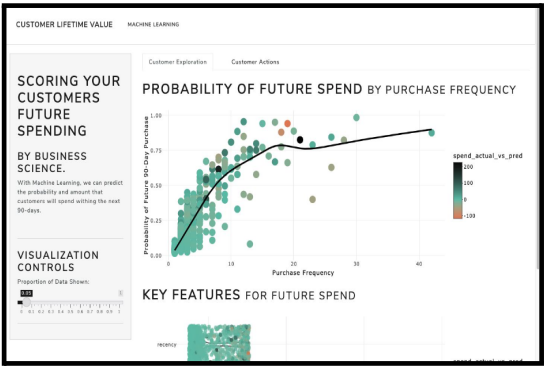 CUSTOMER LIFETIME VALUE MACHINE LEARNING
SCORING YOUR
CUSTOMERS
FUTURE
SPENDING
BY BUSINESS
SCIENCE.
With Machine Learning, we can predict
the probability and amount that
customers will spend withing the next
90-days.
VISUALIZATION
CONTROLS
Proportion of Data Shown:
0.05 1
0 0.1 0.2 0.3 0.4 0.5 0.6 0.7 0.8 0.9 1
Customer Exploration Customer Actions
PROBABILITY OF FUTURE SPEND BY PURCHASE FREQUENCY
Probability of Future 90-Day Purchase
1.00
0.75
0.50
0.25
0.00
0 10 20 30 40
Purchase Frequency
spend_actual_vs_pred
200
100
0
-100
KEY FEATURES FOR FUTURE SPEND
recency